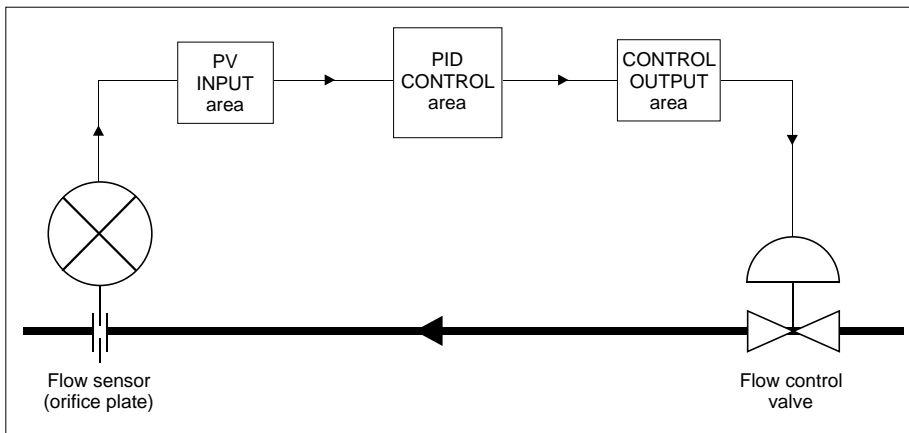 PV
INPUT
area
PID
CONTROL
area
CONTROL
OUTPUT
area
Flow sensor
(orifice plate)
Flow control
valve